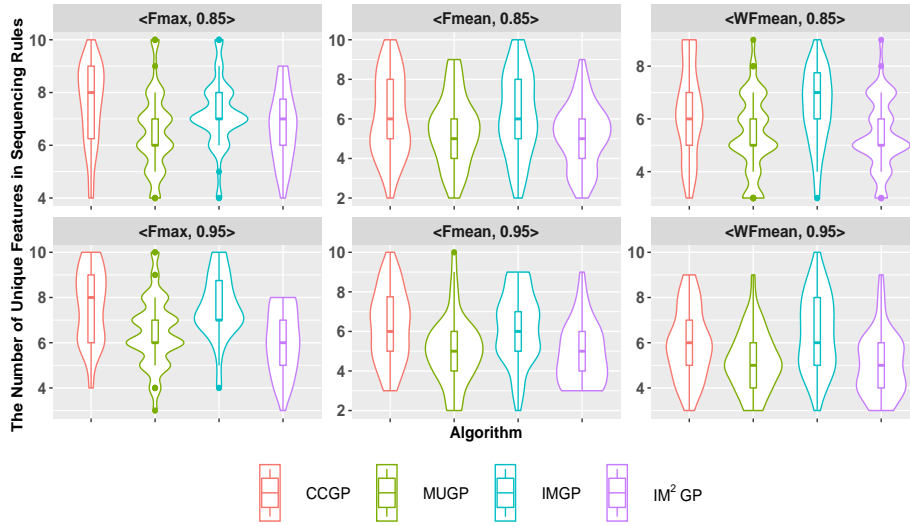 The Number of Unique Features in Sequencing Rules
<Fmax, 0.85>
<Fmean, 0.85>
<WFmean, 0.85>
10
8
6
4
10
8
6
4
2
8
6
4
<Fmax, 0.95>
<Fmean, 0.95>
<WFmean, 0.95>
10
8
6
4
10
8
6
4
2
10
8
6
4
Algorithm
CCGP
MUGP
IMGP
IM² GP